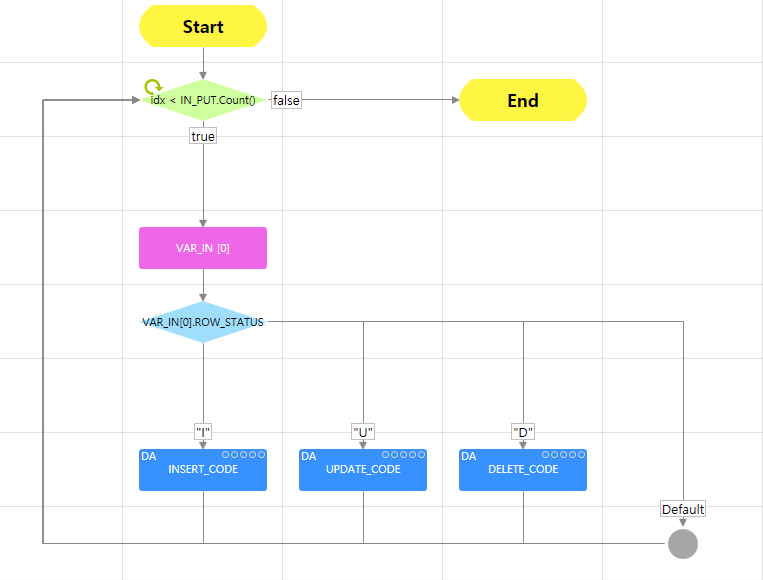 Start
idx < IN_PUT.Count()
false
End
true
VAR_IN [0]
VAR_IN[0].ROW_STATUS
"I"
"U"
"D"
DA
INSERT_CODE
DA
UPDATE_CODE
DA
DELETE_CODE
Default